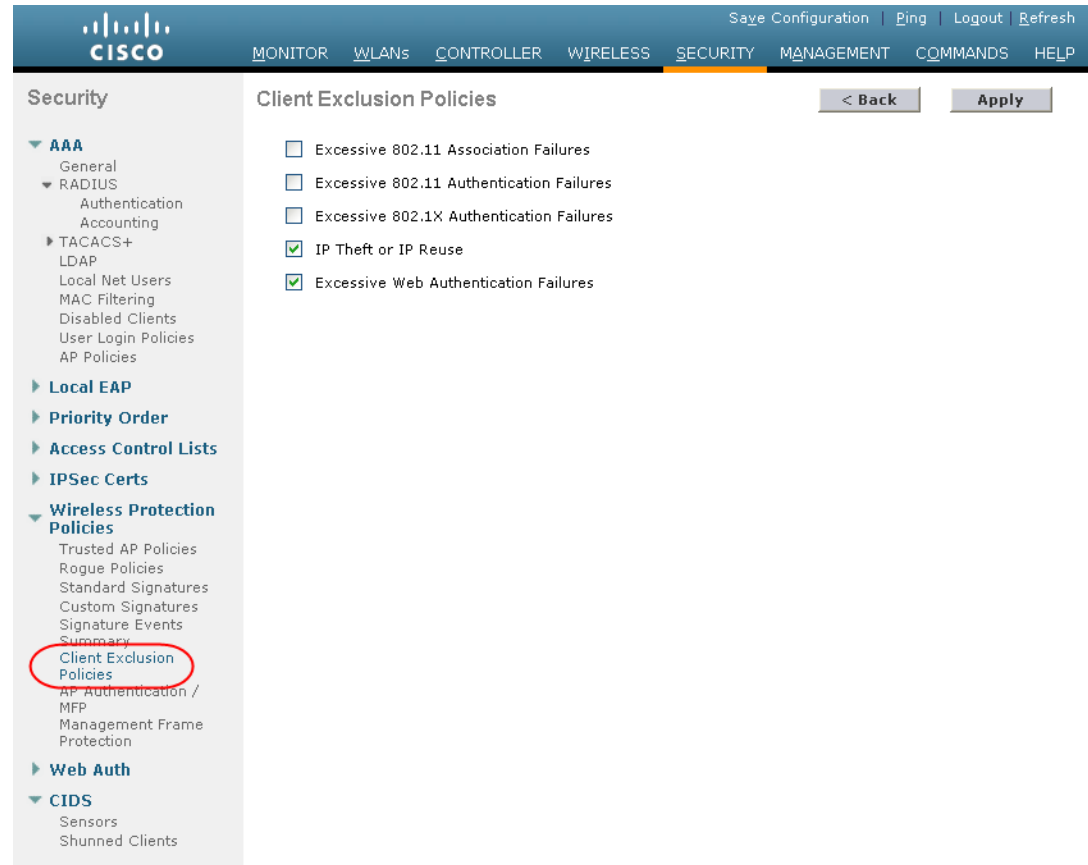 Save Configuration | Ping | Logout | Refresh
CISCO
MONITOR WLANs CONTROLLER WIRELESS SECURITY MANAGEMENT COMMANDS HELP
Security
AAA
General
RADIUS
Authentication
Accounting
TACACS+
LDAP
Local Net Users
MAC Filtering
Disabled Clients
User Login Policies
AP Policies
Local EAP
Priority Order
Access Control Lists
IPSec Certs
Wireless Protection
Policies
Trusted AP Policies
Rogue Policies
Standard Signatures
Custom Signatures
Signature Events
Summary
Client Exclusion
Policies
AP Authentication /
MFP
Management Frame
Protection
Web Auth
CIDS
Sensors
Shunned Clients
Client Exclusion Policies
< Back
Apply
Excessive 802.11 Association Failures
Excessive 802.11 Authentication Failures
Excessive 802.1X Authentication Failures
IP Theft or IP Reuse
Excessive Web Authentication Failures